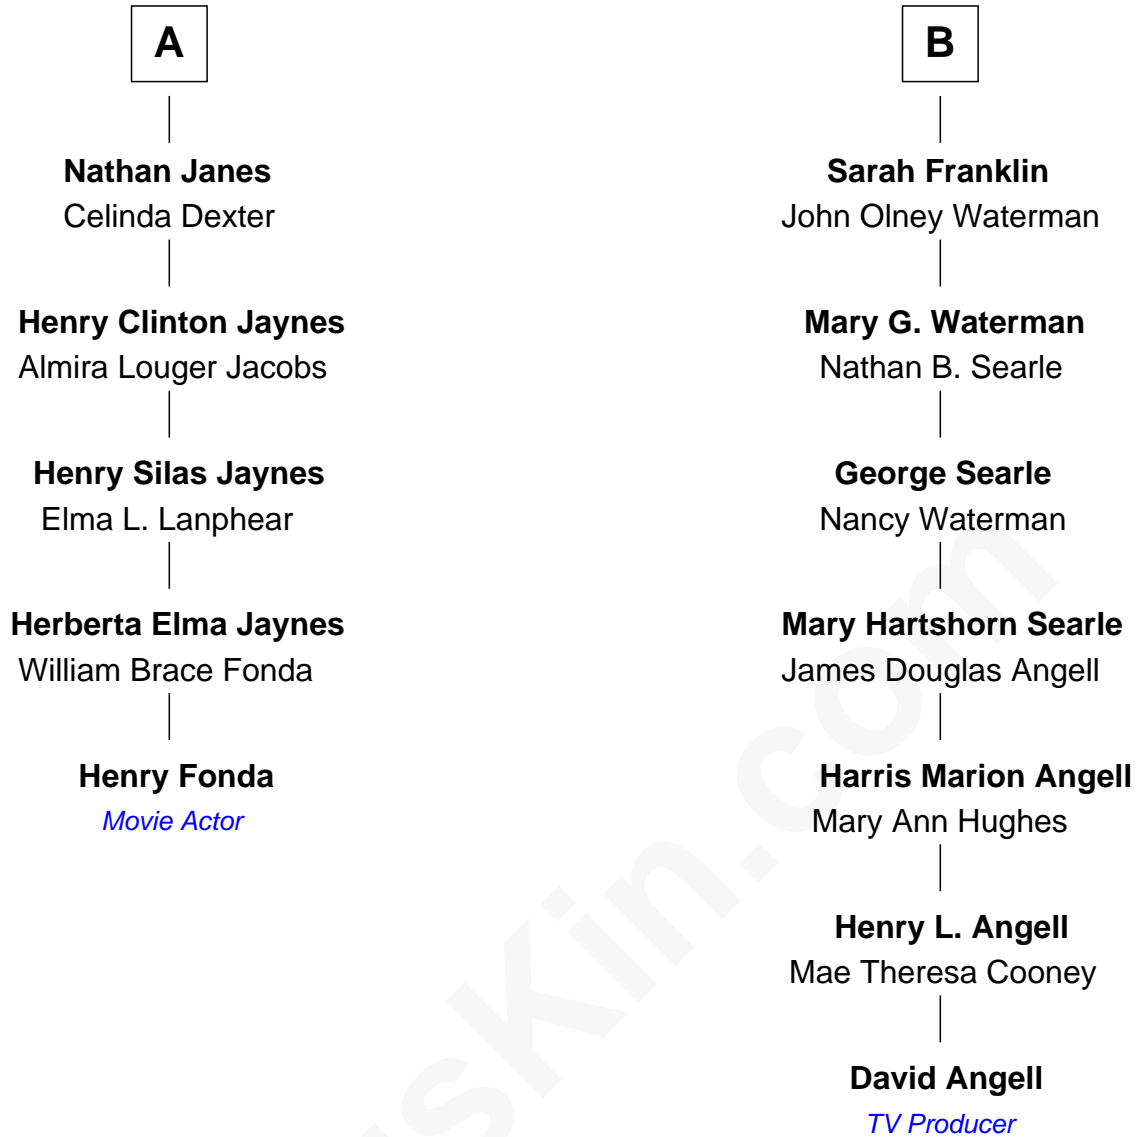 A
Nathan Janes
Celinda Dexter
Henry Clinton Jaynes
Almira Louger Jacobs
Henry Silas Jaynes
Elma L. Lanphear
Herberta Elma Jaynes
William Brace Fonda
Henry Fonda
Movie Actor
B
Sarah Franklin
John Olney Waterman
Mary G. Waterman
Nathan B. Searle
George Searle
Nancy Waterman
Mary Hartshorn Searle
James Douglas Angell
Harris Marion Angell
Mary Ann Hughes
Henry L. Angell
Mae Theresa Cooney
David Angell
TV Producer